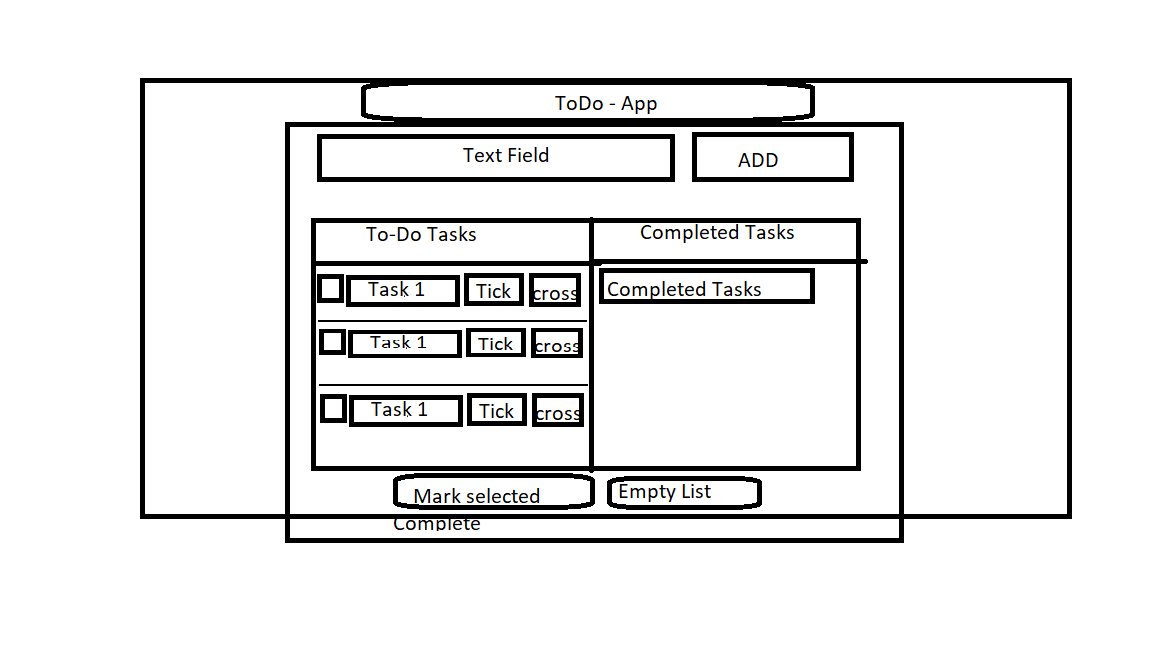 ToDo - App
Text Field
ADD
To-Do Tasks
Completed Tasks
Task 1
Tick
cross
Completed Tasks
Task 1
Tick
cross
Task 1
Tick
cross
Mark selected
Complete
Empty List